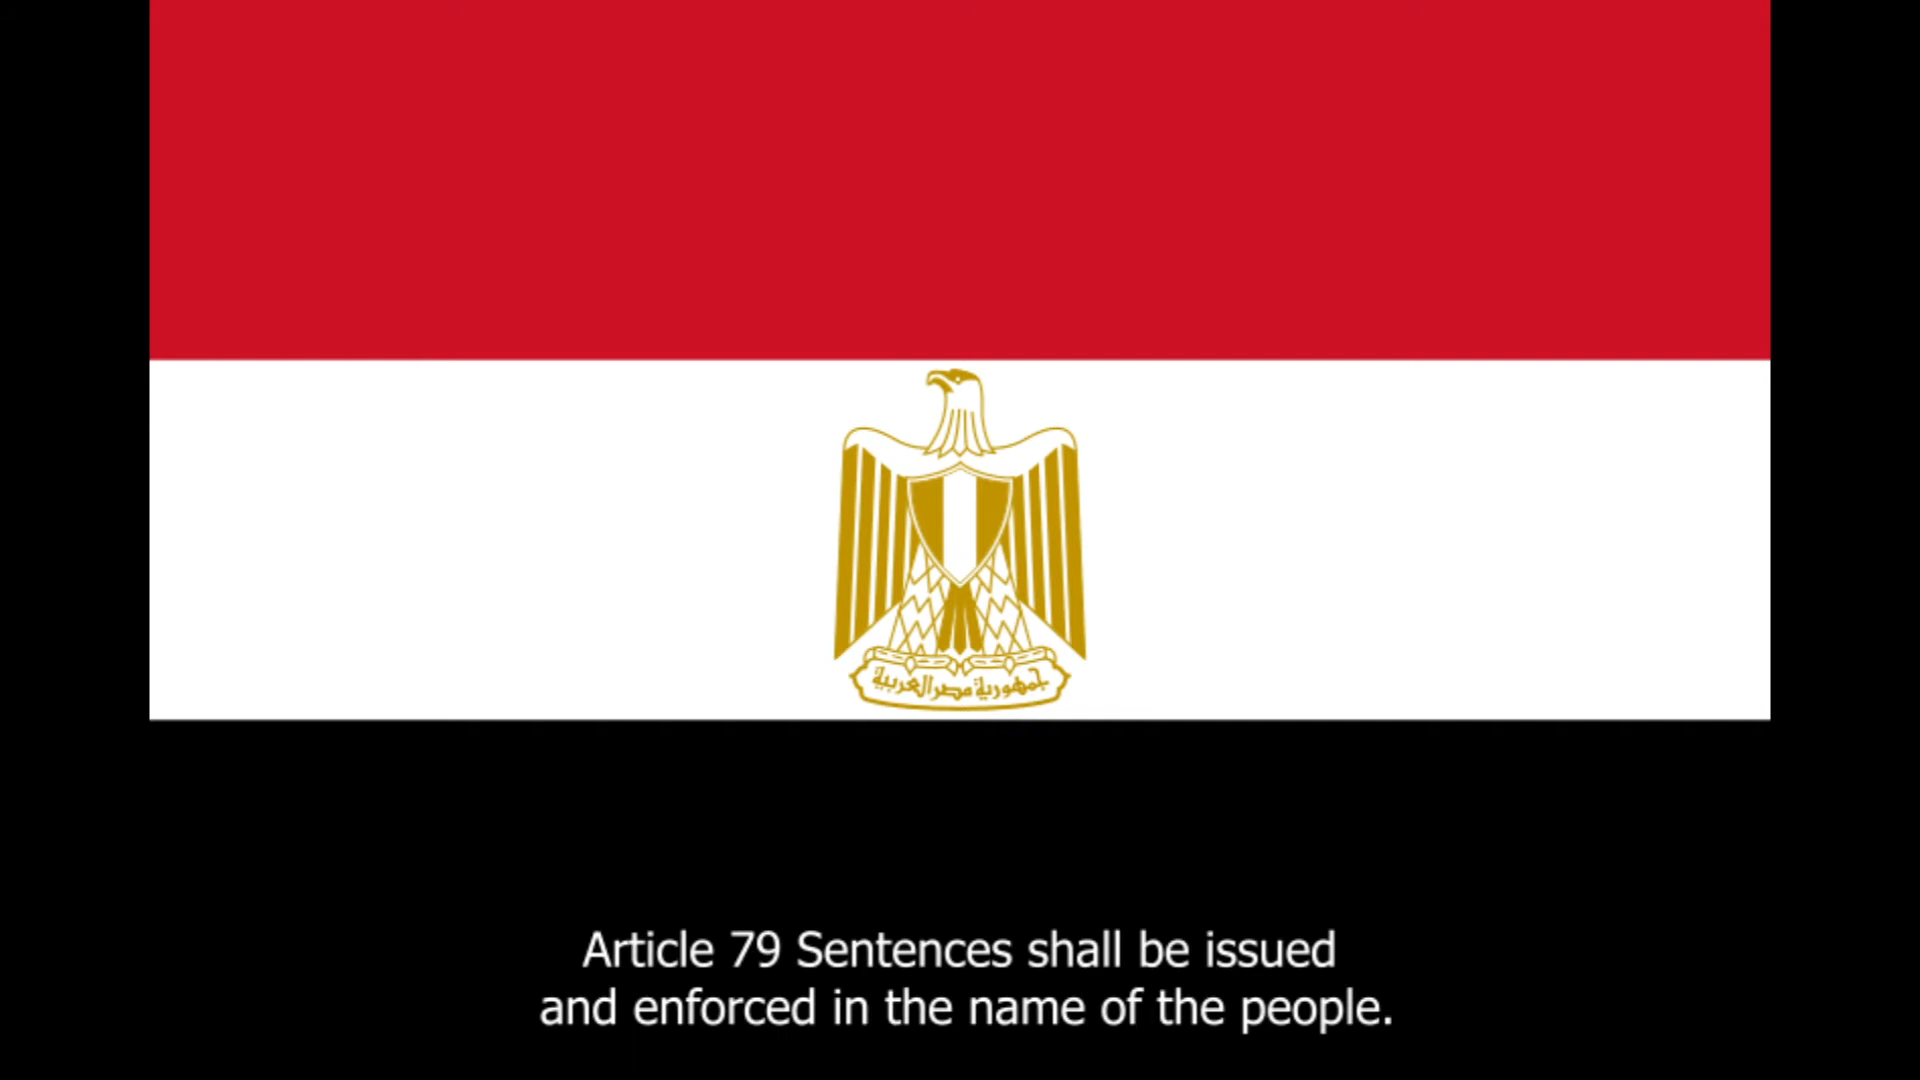 جمهورية مصر العربية
Article 79 Sentences shall be issued
and enforced in the name of the people.